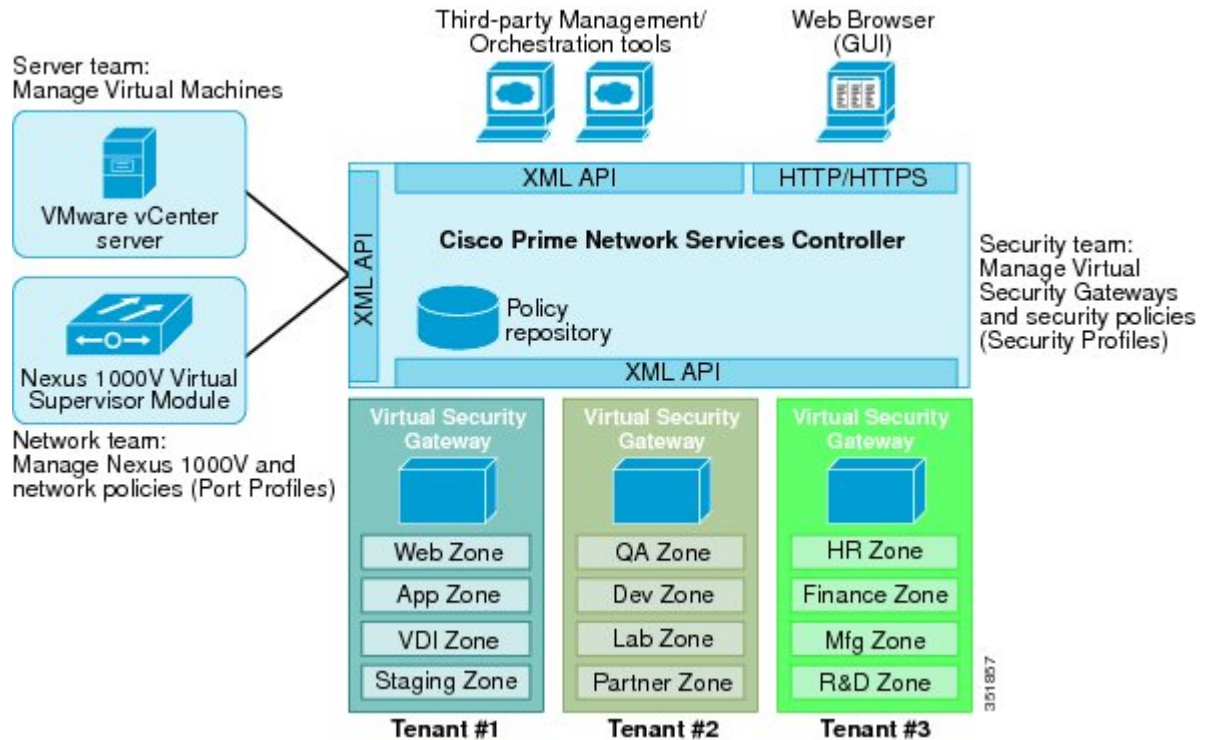 Third-party Management/
Orchestration tools
Web Browser
(GUI)
Server team:
Manage Virtual Machines
VMware vCenter
server
Nexus 1000V Virtual
Supervisor Module
Network team:
Manage Nexus 1000V and
network policies (Port Profiles)
XML API
HTTP/HTTPS
XML API
Cisco Prime Network Services Controller
Policy
repository
XML API
Security team:
Manage Virtual
Security Gateways
and security policies
(Security Profiles)
Virtual Security
Gateway
Web Zone
App Zone
VDI Zone
Staging Zone
Tenant #1
Virtual Security
Gateway
QA Zone
Dev Zone
Lab Zone
Partner Zone
Tenant #2
Virtual Security
Gateway
HR Zone
Finance Zone
Mfg Zone
R&D Zone
Tenant #3
351857